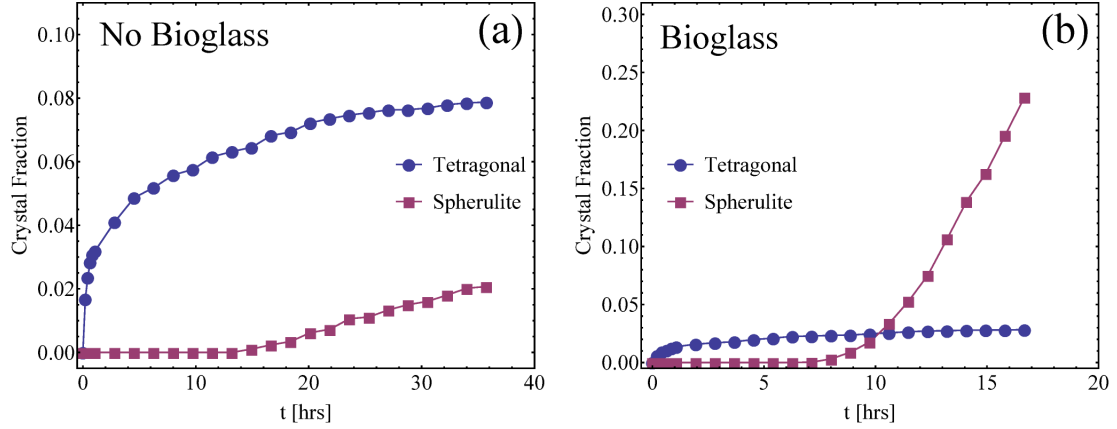 No Bioglass
(a)
0.10
0.08
0.06
0.04
0.02
0.00
Crystal Fraction
Tetragonal
Spherulite
0
10
20
30
40
t [hrs]
Bioglass
(b)
0.30
0.25
0.20
0.15
0.10
0.05
0.00
Crystal Fraction
Tetragonal
Spherulite
0
5
10
15
20
t [hrs]